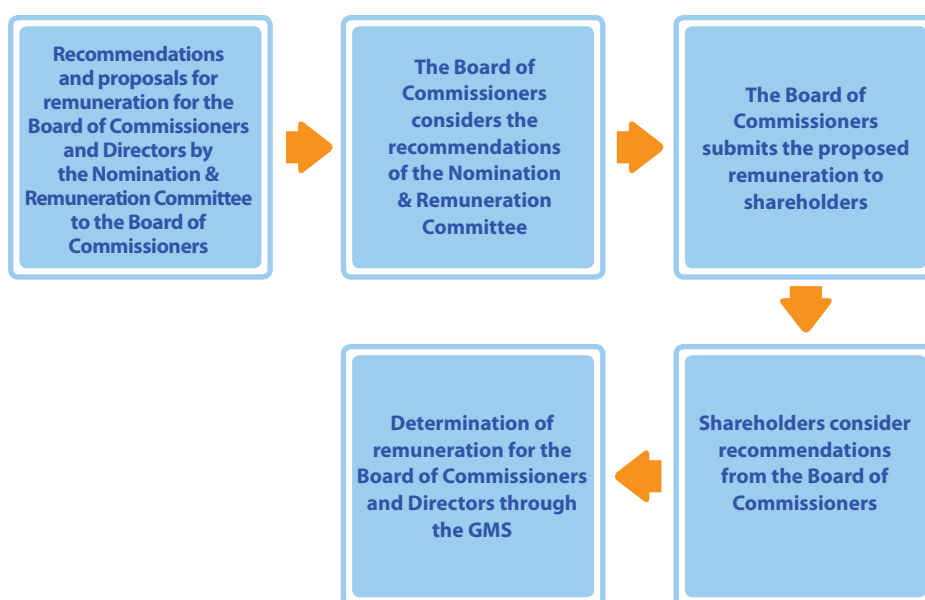 Recommendations
and proposals for
remuneration for the
Board of Commissioners
and Directors by
the Nomination &
Remuneration Committee
to the Board of
Commissioners
The Board of
Commissioners
considers the
recommendations
of the Nomination
& Remuneration
Committee
The Board of
Commissioners
submits the proposed
remuneration to
shareholders
Shareholders consider
recommendations
from the Board of
Commissioners
Determination of
remuneration for the
Board of Commissioners
and Directors through
the GMS